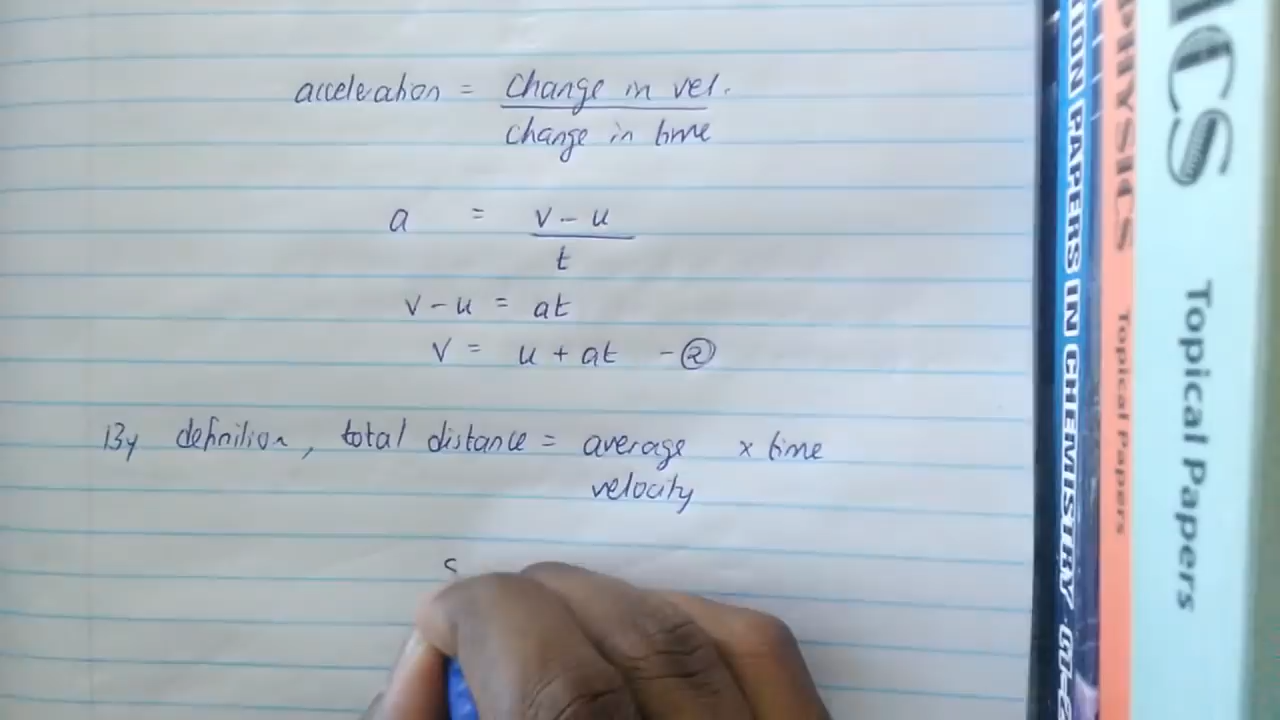 acceleration = change in vel.
change in time
a = v - u
t
v - u = at
v = u + at - ②
By definition, total distance = average × time
velocity
s
TION PAPERS IN CHEMISTRY
PHYSICS Topical Papers
ICS Topical Papers